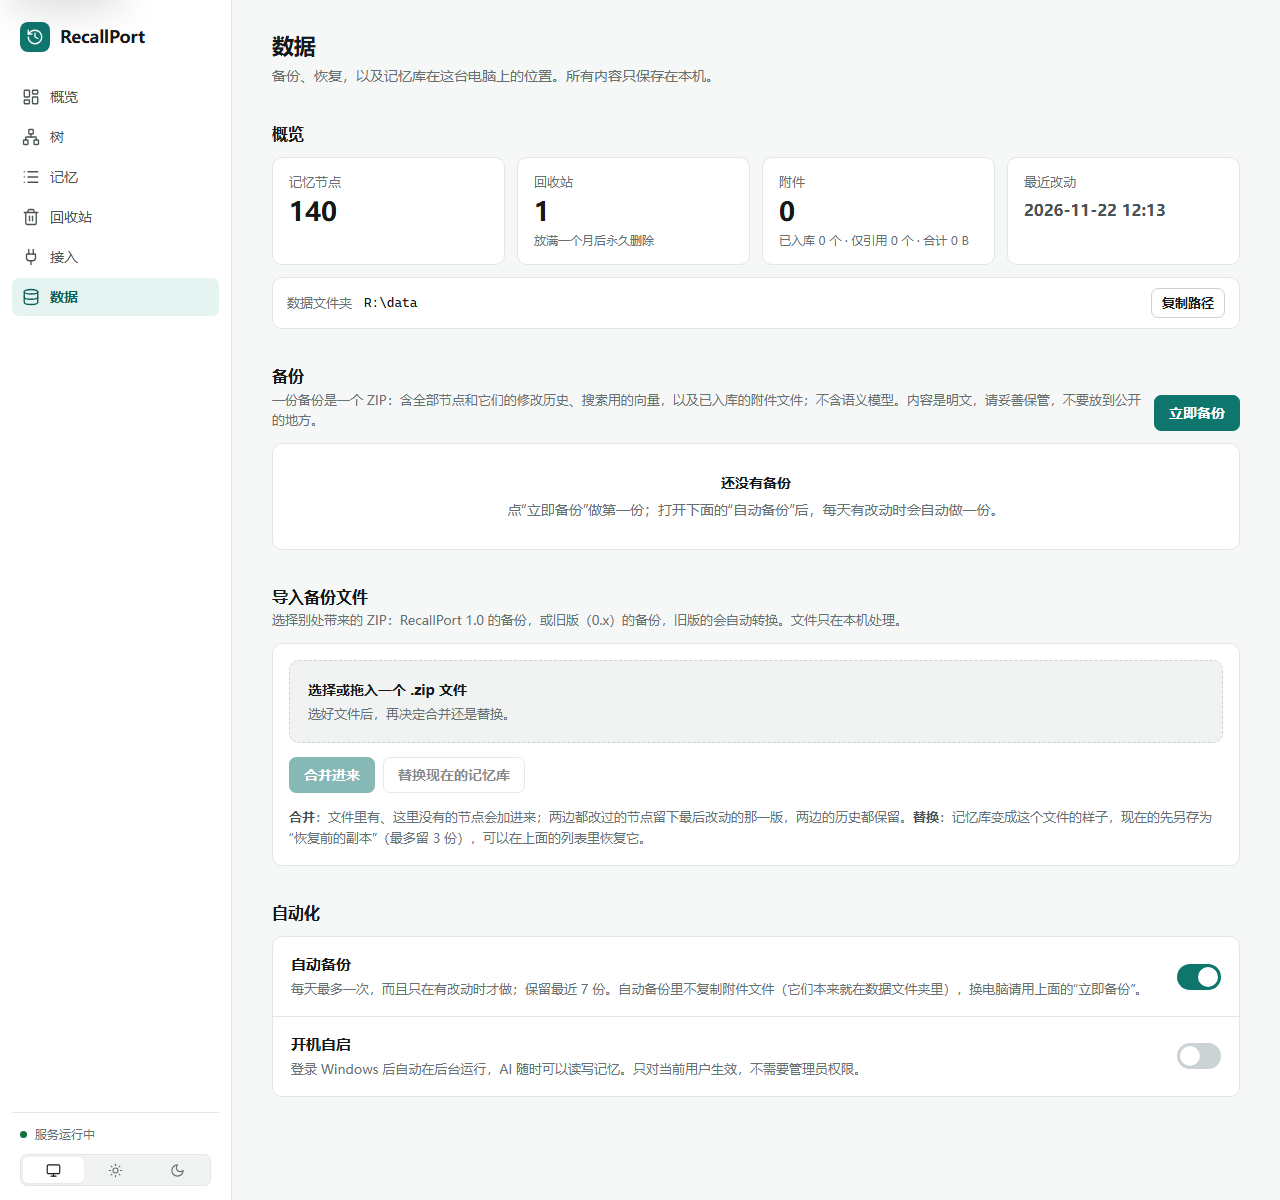 RecallPort
概览
树
记忆
回收站
接入
数据
服务运行中
数据
备份、恢复，以及记忆库在这台电脑上的位置。所有内容只保存在本机。
概览
记忆节点
140
回收站
1
放满一个月后永久删除
附件
0
已入库 0 个 · 仅引用 0 个 · 合计 0 B
最近改动
2026-11-22 12:13
数据文件夹 R:\data
复制路径
备份
一份备份是一个 ZIP：含全部节点和它们的修改历史、搜索用的向量，以及已入库的附件文件；不含语义模型。内容是明文，请妥善保管，不要放到公开
的地方。
立即备份
还没有备份
点“立即备份”做第一份；打开下面的“自动备份”后，每天有改动时会自动做一份。
导入备份文件
选择别处带来的 ZIP：RecallPort 1.0 的备份，或旧版（0.x）的备份，旧版的会自动转换。文件只在本机处理。
选择或拖入一个 .zip 文件
选好文件后，再决定合并还是替换。
合并进来
替换现在的记忆库
合并：文件里有、这里没有的节点会加进来；两边都改过的节点留下最后改动的那一版，两边的历史都保留。替换：记忆库变成这个文件的样子，现在的先另存为
“恢复前的副本”（最多留 3 份），可以在上面的列表里恢复它。
自动化
自动备份
每天最多一次，而且只在有改动时才做；保留最近 7 份。自动备份里不复制附件文件（它们本来就在数据文件夹里），换电脑请用上面的“立即备份”。
开机自启
登录 Windows 后自动在后台运行，AI 随时可以读写记忆。只对当前用户生效，不需要管理员权限。